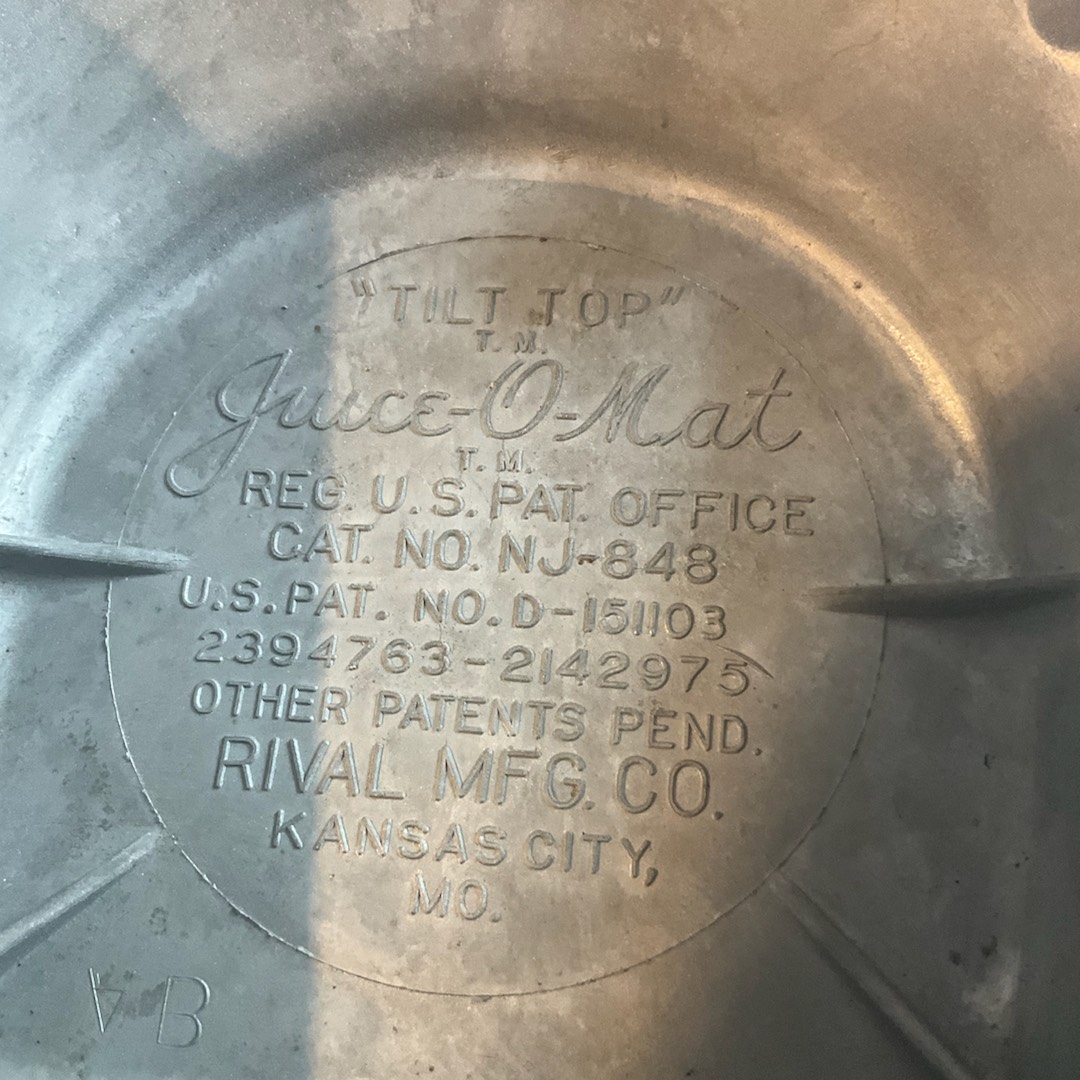 "TILT TOP"
T. M.
Juice-O-Mat
T. M.
REG. U.S. PAT. OFFICE
CAT. NO. NJ-848
U.S. PAT. NO. D-151103
2394763-2142975
OTHER PATENTS PEND.
RIVAL MFG. CO.
KANSAS CITY,
MO.
4 B